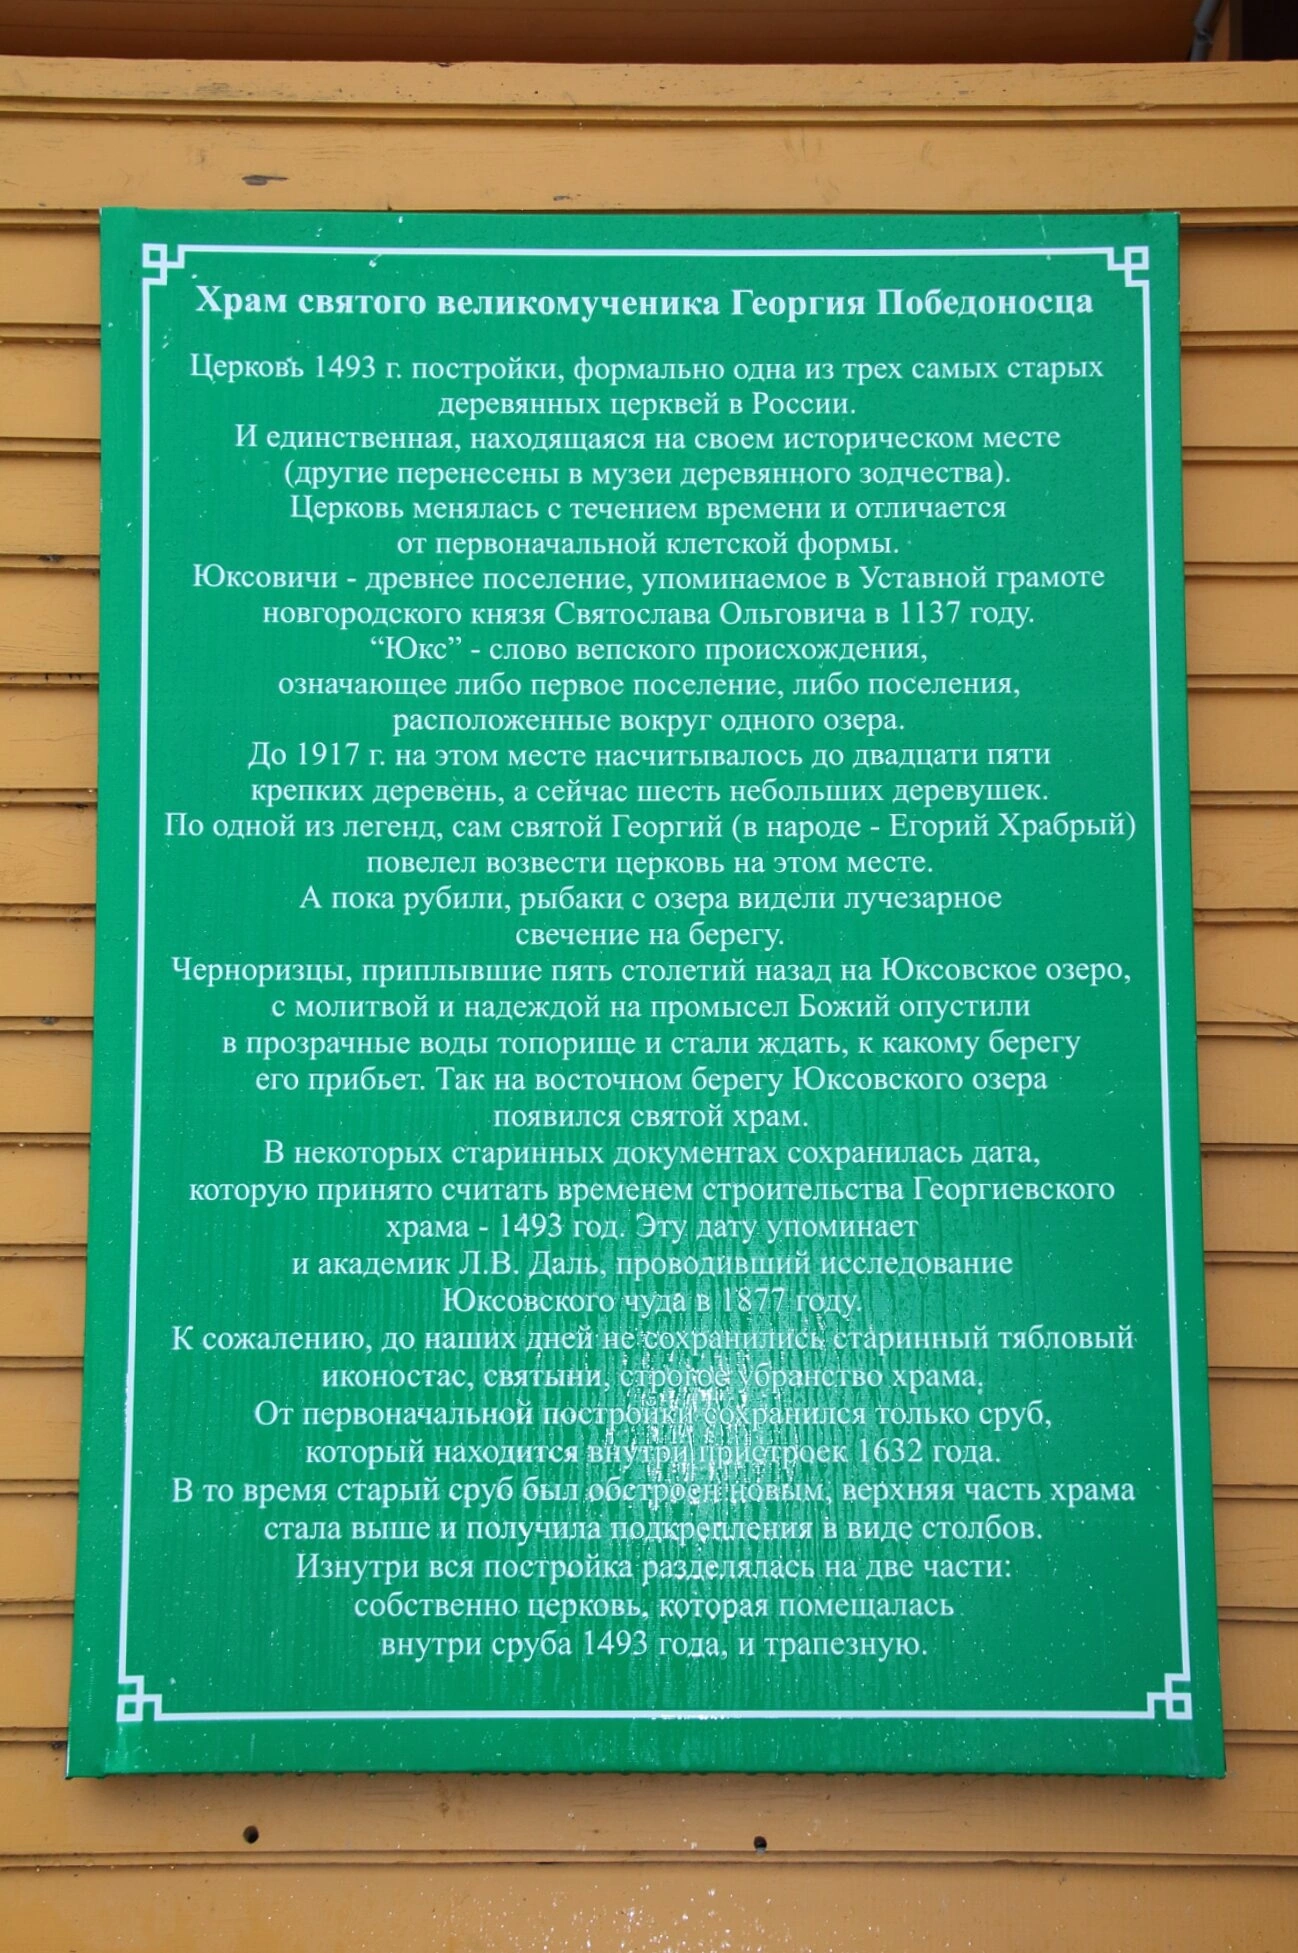 Храм святого великомученика Георгия Победоносца
Церковь 1493 г. постройки, формально одна из трех самых старых
деревянных церквей в России.
И единственная, находящаяся на своем историческом месте
(другие перенесены в музеи деревянного зодчества).
Церковь менялась с течением времени и отличается
от первоначальной клетской формы.
Юксовичи - древнее поселение, упоминаемое в Уставной грамоте
новгородского князя Святослава Ольговича в 1137 году.
“Юкс” - слово вепского происхождения,
означающее либо первое поселение, либо поселения,
расположенные вокруг одного озера.
До 1917 г. на этом месте насчитывалось до двадцати пяти
крепких деревень, а сейчас шесть небольших деревушек.
По одной из легенд, сам святой Георгий (в народе - Егорий Храбрый)
повелел возвести церковь на этом месте.
А пока рубили, рыбаки с озера видели лучезарное
свечение на берегу.
Черноризцы, приплывшие пять столетий назад на Юксовское озеро,
с молитвой и надеждой на промысел Божий опустили
в прозрачные воды топорище и стали ждать, к какому берегу
его прибьет. Так на восточном берегу Юксовского озера
появился святой храм.
В некоторых старинных документах сохранилась дата,
которую принято считать временем строительства Георгиевского
храма - 1493 год. Эту дату упоминает
и академик Л.В. Даль, проводивший исследование
Юксовского чуда в 1877 году.
К сожалению, до наших дней не сохранились старинный тябловый
иконостас, святыни, строгое убранство храма.
От первоначальной постройки сохранился только сруб,
который находится внутри пристроек 1632 года.
В то время старый сруб был обстроен новым, верхняя часть храма
стала выше и получила подкрепления в виде столбов.
Изнутри вся постройка разделялась на две части:
собственно церковь, которая помещалась
внутри сруба 1493 года, и трапезную.